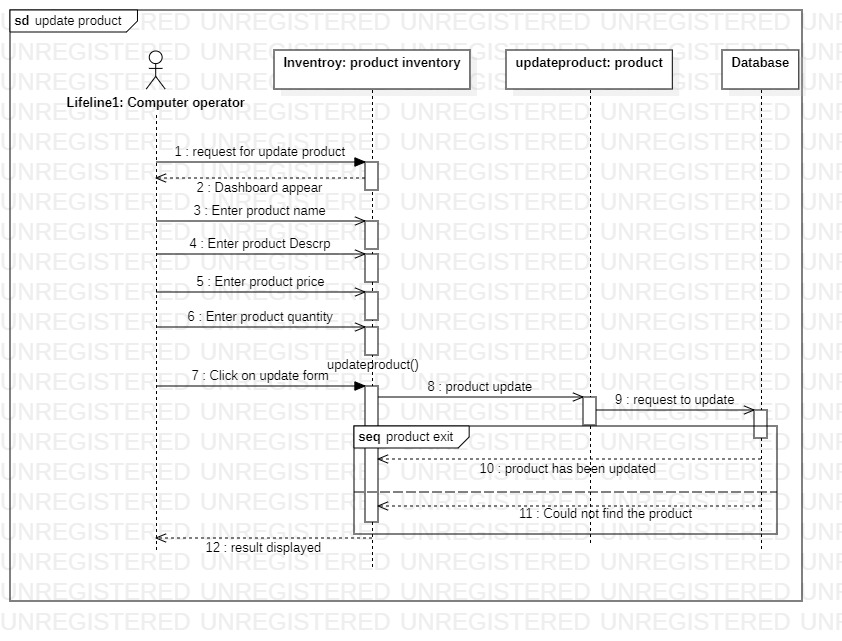 sd update product
Inventroy: product inventory
updateproduct: product
Database
Lifeline1: Computer operator
1 : request for update product
2 : Dashboard appear
3 : Enter product name
4 : Enter product Descrp
5 : Enter product price
6 : Enter product quantity
updateproduct()
7 : Click on update form
8 : product update
9 : request to update
seq product exit
10 : product has been updated
11 : Could not find the product
12 : result displayed
UNREGISTERED